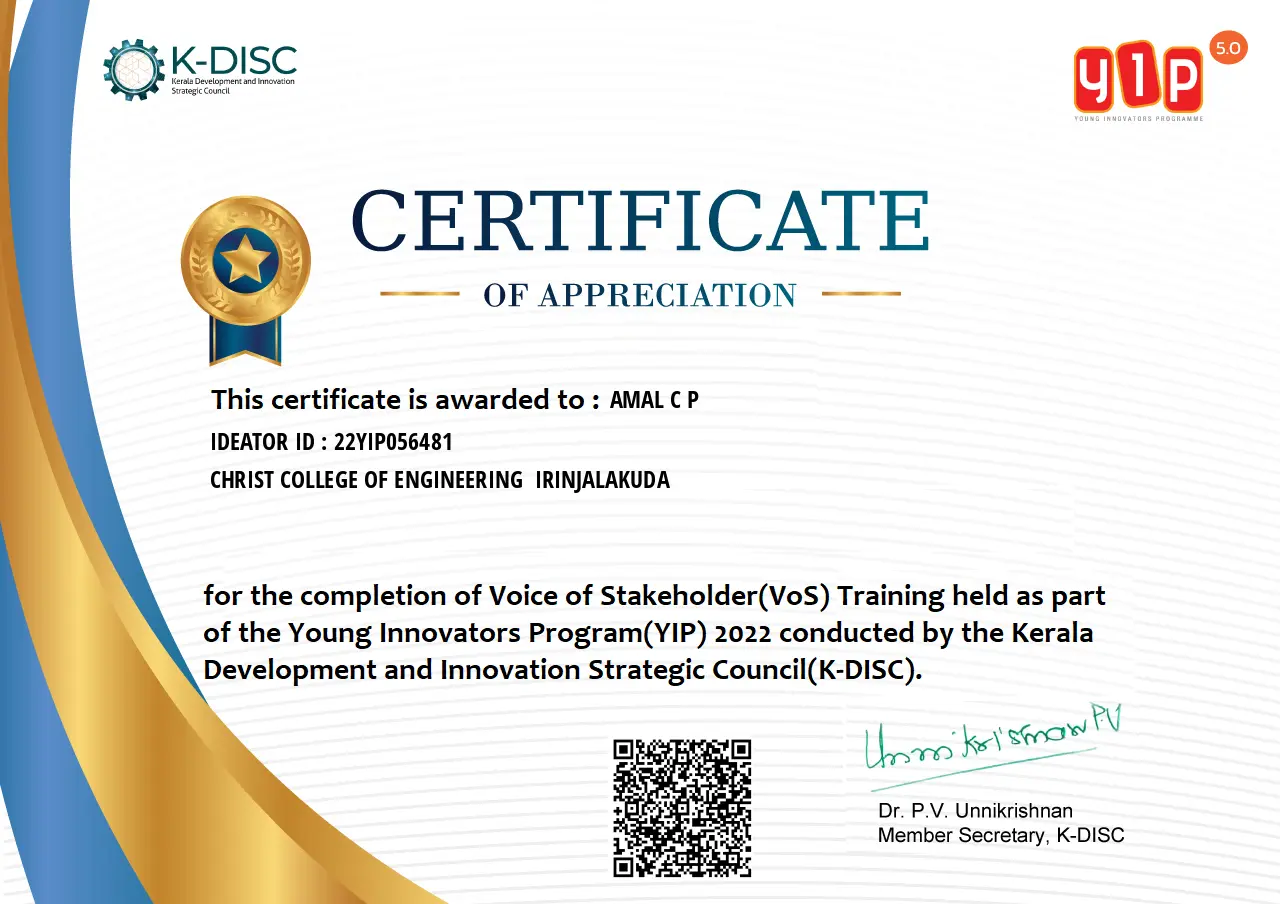 K-DISC
Kerala Development and Innovation
Strategic Council
yip 5.0
YOUNG INNOVATORS PROGRAMME
CERTIFICATE
OF APPRECIATION
This certificate is awarded to : AMAL C P
IDEATOR ID : 22YIP056481
CHRIST COLLEGE OF ENGINEERING IRINJALAKUDA
for the completion of Voice of Stakeholder(VoS) Training held as part
of the Young Innovators Program(YIP) 2022 conducted by the Kerala
Development and Innovation Strategic Council(K-DISC).
Unnikrishnan P.V
Dr. P.V. Unnikrishnan
Member Secretary, K-DISC